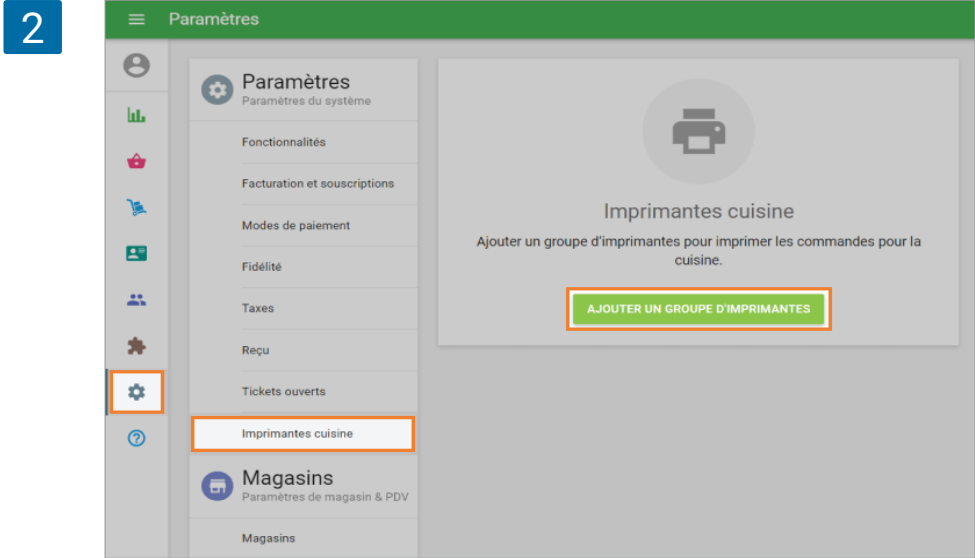 2
Paramètres
Paramètres
Paramètres du système
Fonctionnalités
Facturation et souscriptions
Modes de paiement
Fidélité
Taxes
Reçu
Tickets ouverts
Imprimantes cuisine
Magasins
Paramètres de magasin & PDV
Magasins
Imprimantes cuisine
Ajouter un groupe d'imprimantes pour imprimer les commandes pour la
cuisine.
AJOUTER UN GROUPE D'IMPRIMANTES